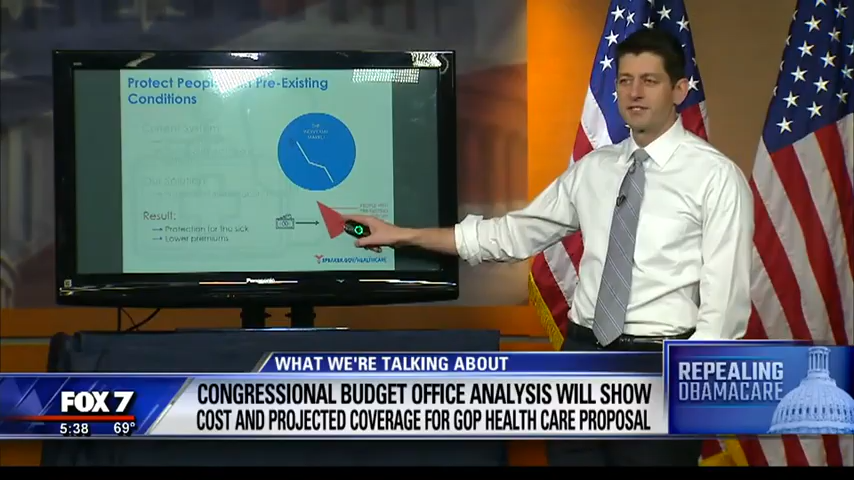 Protect People With Pre-Existing
Conditions
Result:
Protection for the sick
Lower premiums
SPEAKER.GOV/HEALTHCARE
Panasonic
WHAT WE'RE TALKING ABOUT
REPEALING
OBAMACARE
FOX 7
5:38 69°
CONGRESSIONAL BUDGET OFFICE ANALYSIS WILL SHOW
COST AND PROJECTED COVERAGE FOR GOP HEALTH CARE PROPOSAL